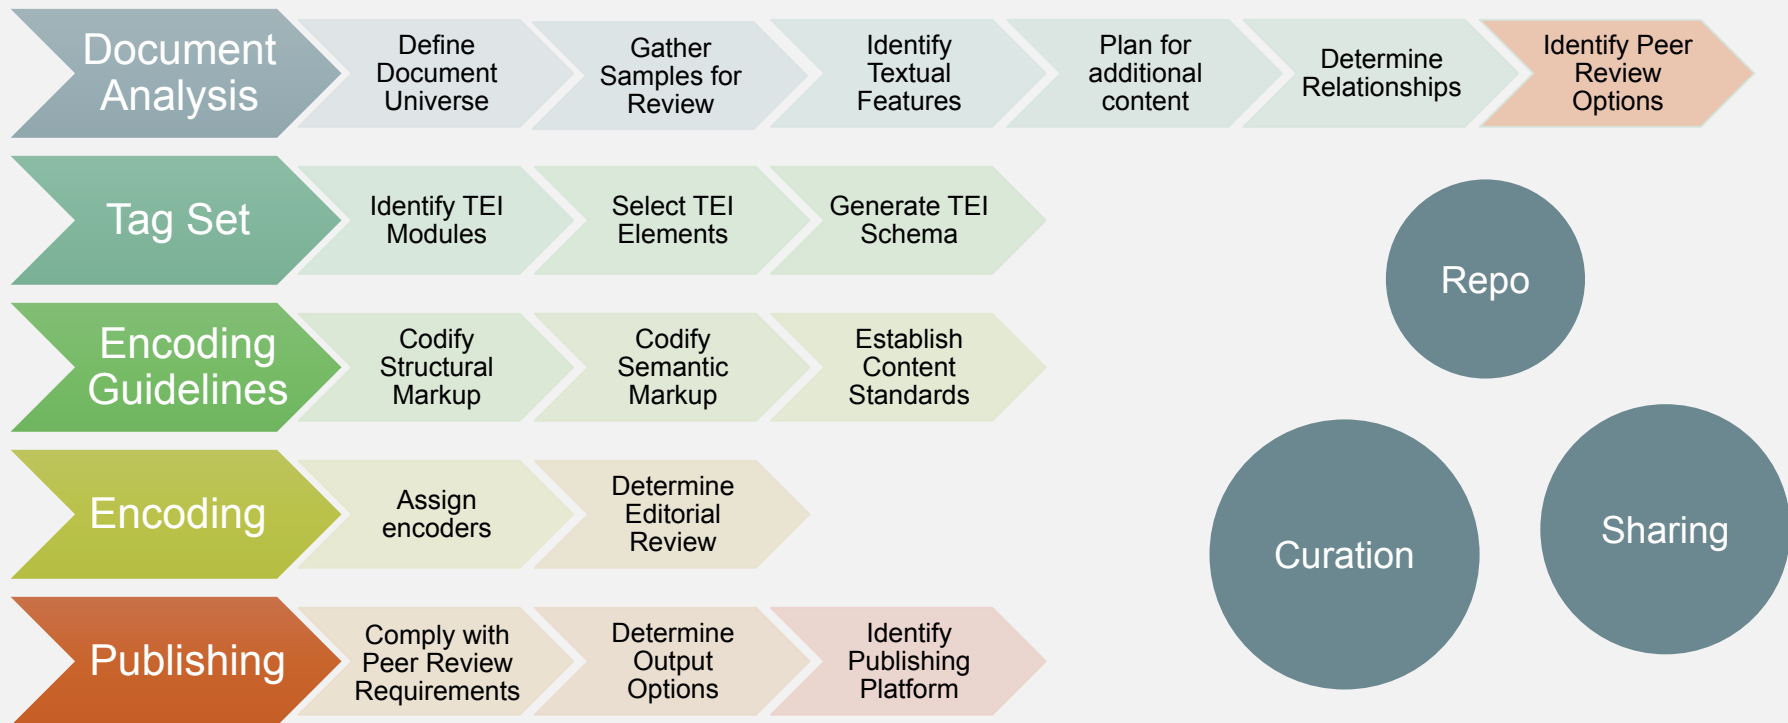 Document
Analysis
Define
Document
Universe
Gather
Samples for
Review
Identify
Textual
Features
Plan for
additional
content
Determine
Relationships
Identify Peer
Review
Options
Tag Set
Identify TEI
Modules
Select TEI
Elements
Generate TEI
Schema
Encoding
Guidelines
Codify
Structural
Markup
Codify
Semantic
Markup
Establish
Content
Standards
Encoding
Assign
encoders
Determine
Editorial
Review
Publishing
Comply with
Peer Review
Requirements
Determine
Output
Options
Identify
Publishing
Platform
Repo
Curation
Sharing